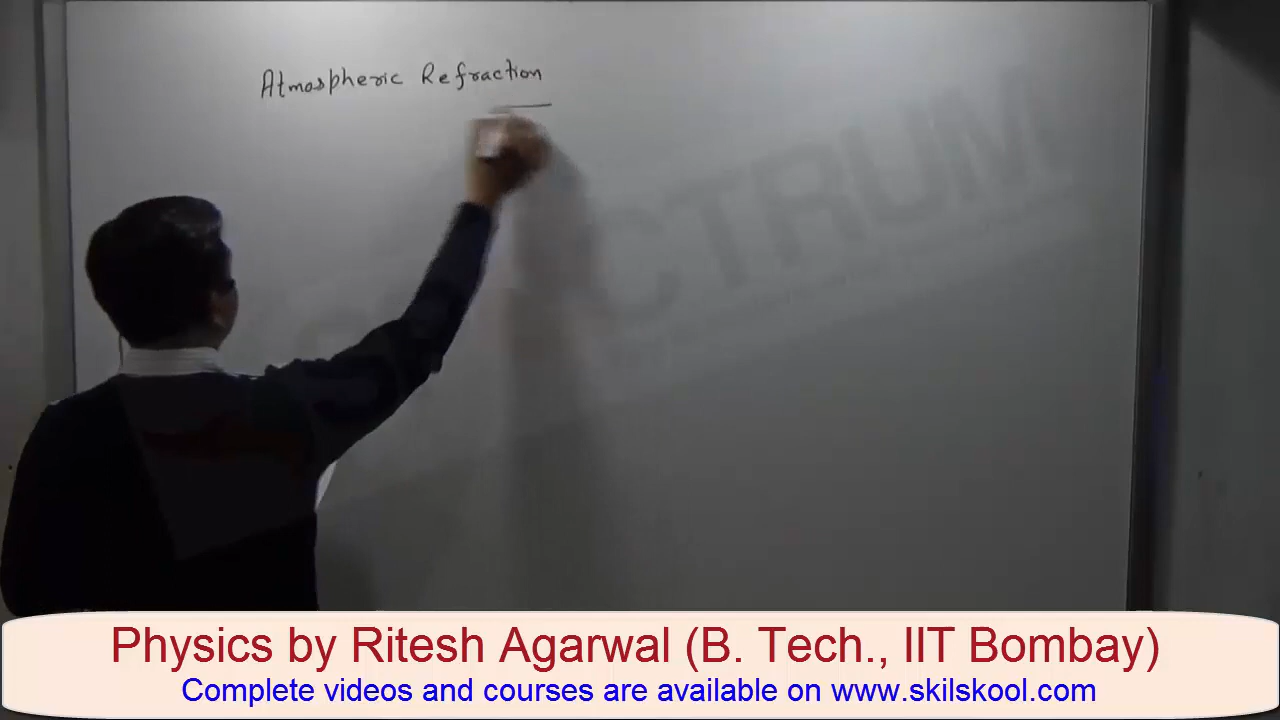 Atmospheric Refraction
SPECTRUM
Physics by Ritesh Agarwal (B. Tech., IIT Bombay)
Complete videos and courses are available on www.skilskool.com